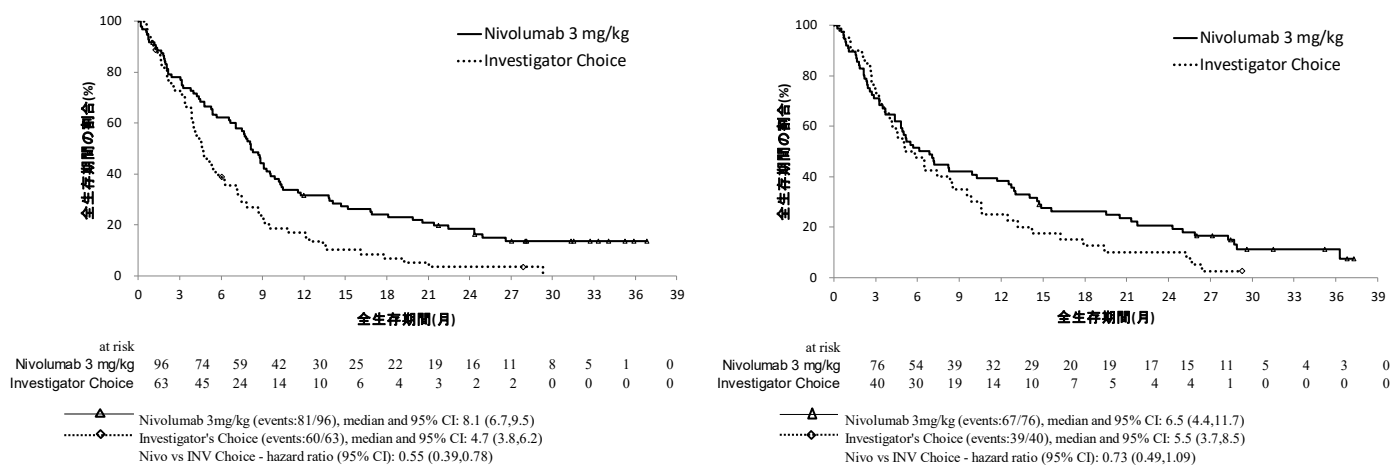 100
80
60
40
20
0
全生存期間の割合(%)
Nivolumab 3 mg/kg
Investigator Choice
0 3 6 9 12 15 18 21 24 27 30 33 36 39
全生存期間(月)
at risk
Nivolumab 3 mg/kg 96 74 59 42 30 25 22 19 16 11 8 5 1 0
Investigator Choice 63 45 24 14 10 6 4 3 2 2 0 0 0 0
Nivolumab 3mg/kg (events:81/96), median and 95% CI: 8.1 (6.7,9.5)
Investigator's Choice (events:60/63), median and 95% CI: 4.7 (3.8,6.2)
Nivo vs INV Choice - hazard ratio (95% CI): 0.55 (0.39,0.78)
100
80
60
40
20
0
全生存期間の割合(%)
Nivolumab 3 mg/kg
Investigator Choice
0 3 6 9 12 15 18 21 24 27 30 33 36 39
全生存期間(月)
at risk
Nivolumab 3 mg/kg 76 54 39 32 29 20 19 17 15 11 5 4 3 0
Investigator Choice 40 30 19 14 10 7 5 4 4 1 0 0 0 0
Nivolumab 3mg/kg (events:67/76), median and 95% CI: 6.5 (4.4,11.7)
Investigator's Choice (events:39/40), median and 95% CI: 5.5 (3.7,8.5)
Nivo vs INV Choice - hazard ratio (95% CI): 0.73 (0.49,1.09)